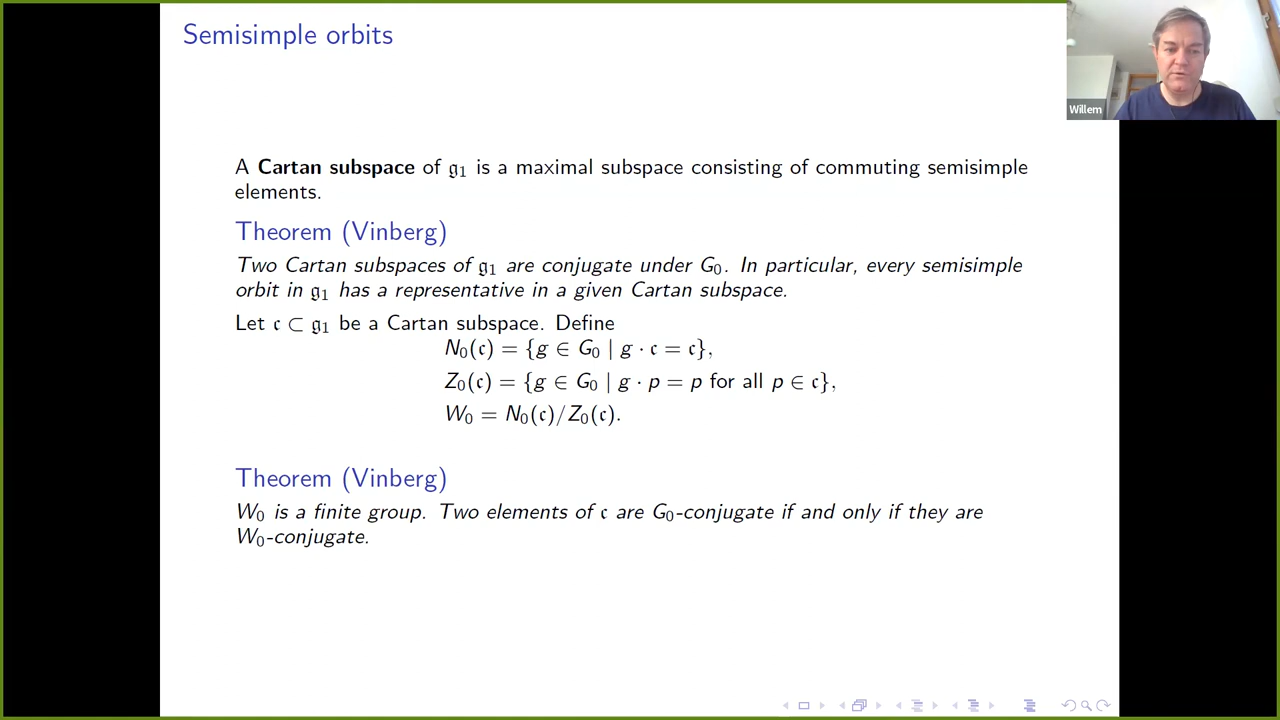 Semisimple orbits
Willem
A Cartan subspace of 𝔤₁ is a maximal subspace consisting of commuting semisimple
elements.
Theorem (Vinberg)
Two Cartan subspaces of 𝔤₁ are conjugate under G₀. In particular, every semisimple
orbit in 𝔤₁ has a representative in a given Cartan subspace.
Let 𝔠 ⊂ 𝔤₁ be a Cartan subspace. Define
N₀(𝔠) = {g ∈ G₀ | g · 𝔠 = 𝔠},
Z₀(𝔠) = {g ∈ G₀ | g · p = p for all p ∈ 𝔠},
W₀ = N₀(𝔠)/Z₀(𝔠).
Theorem (Vinberg)
W₀ is a finite group. Two elements of 𝔠 are G₀-conjugate if and only if they are
W₀-conjugate.